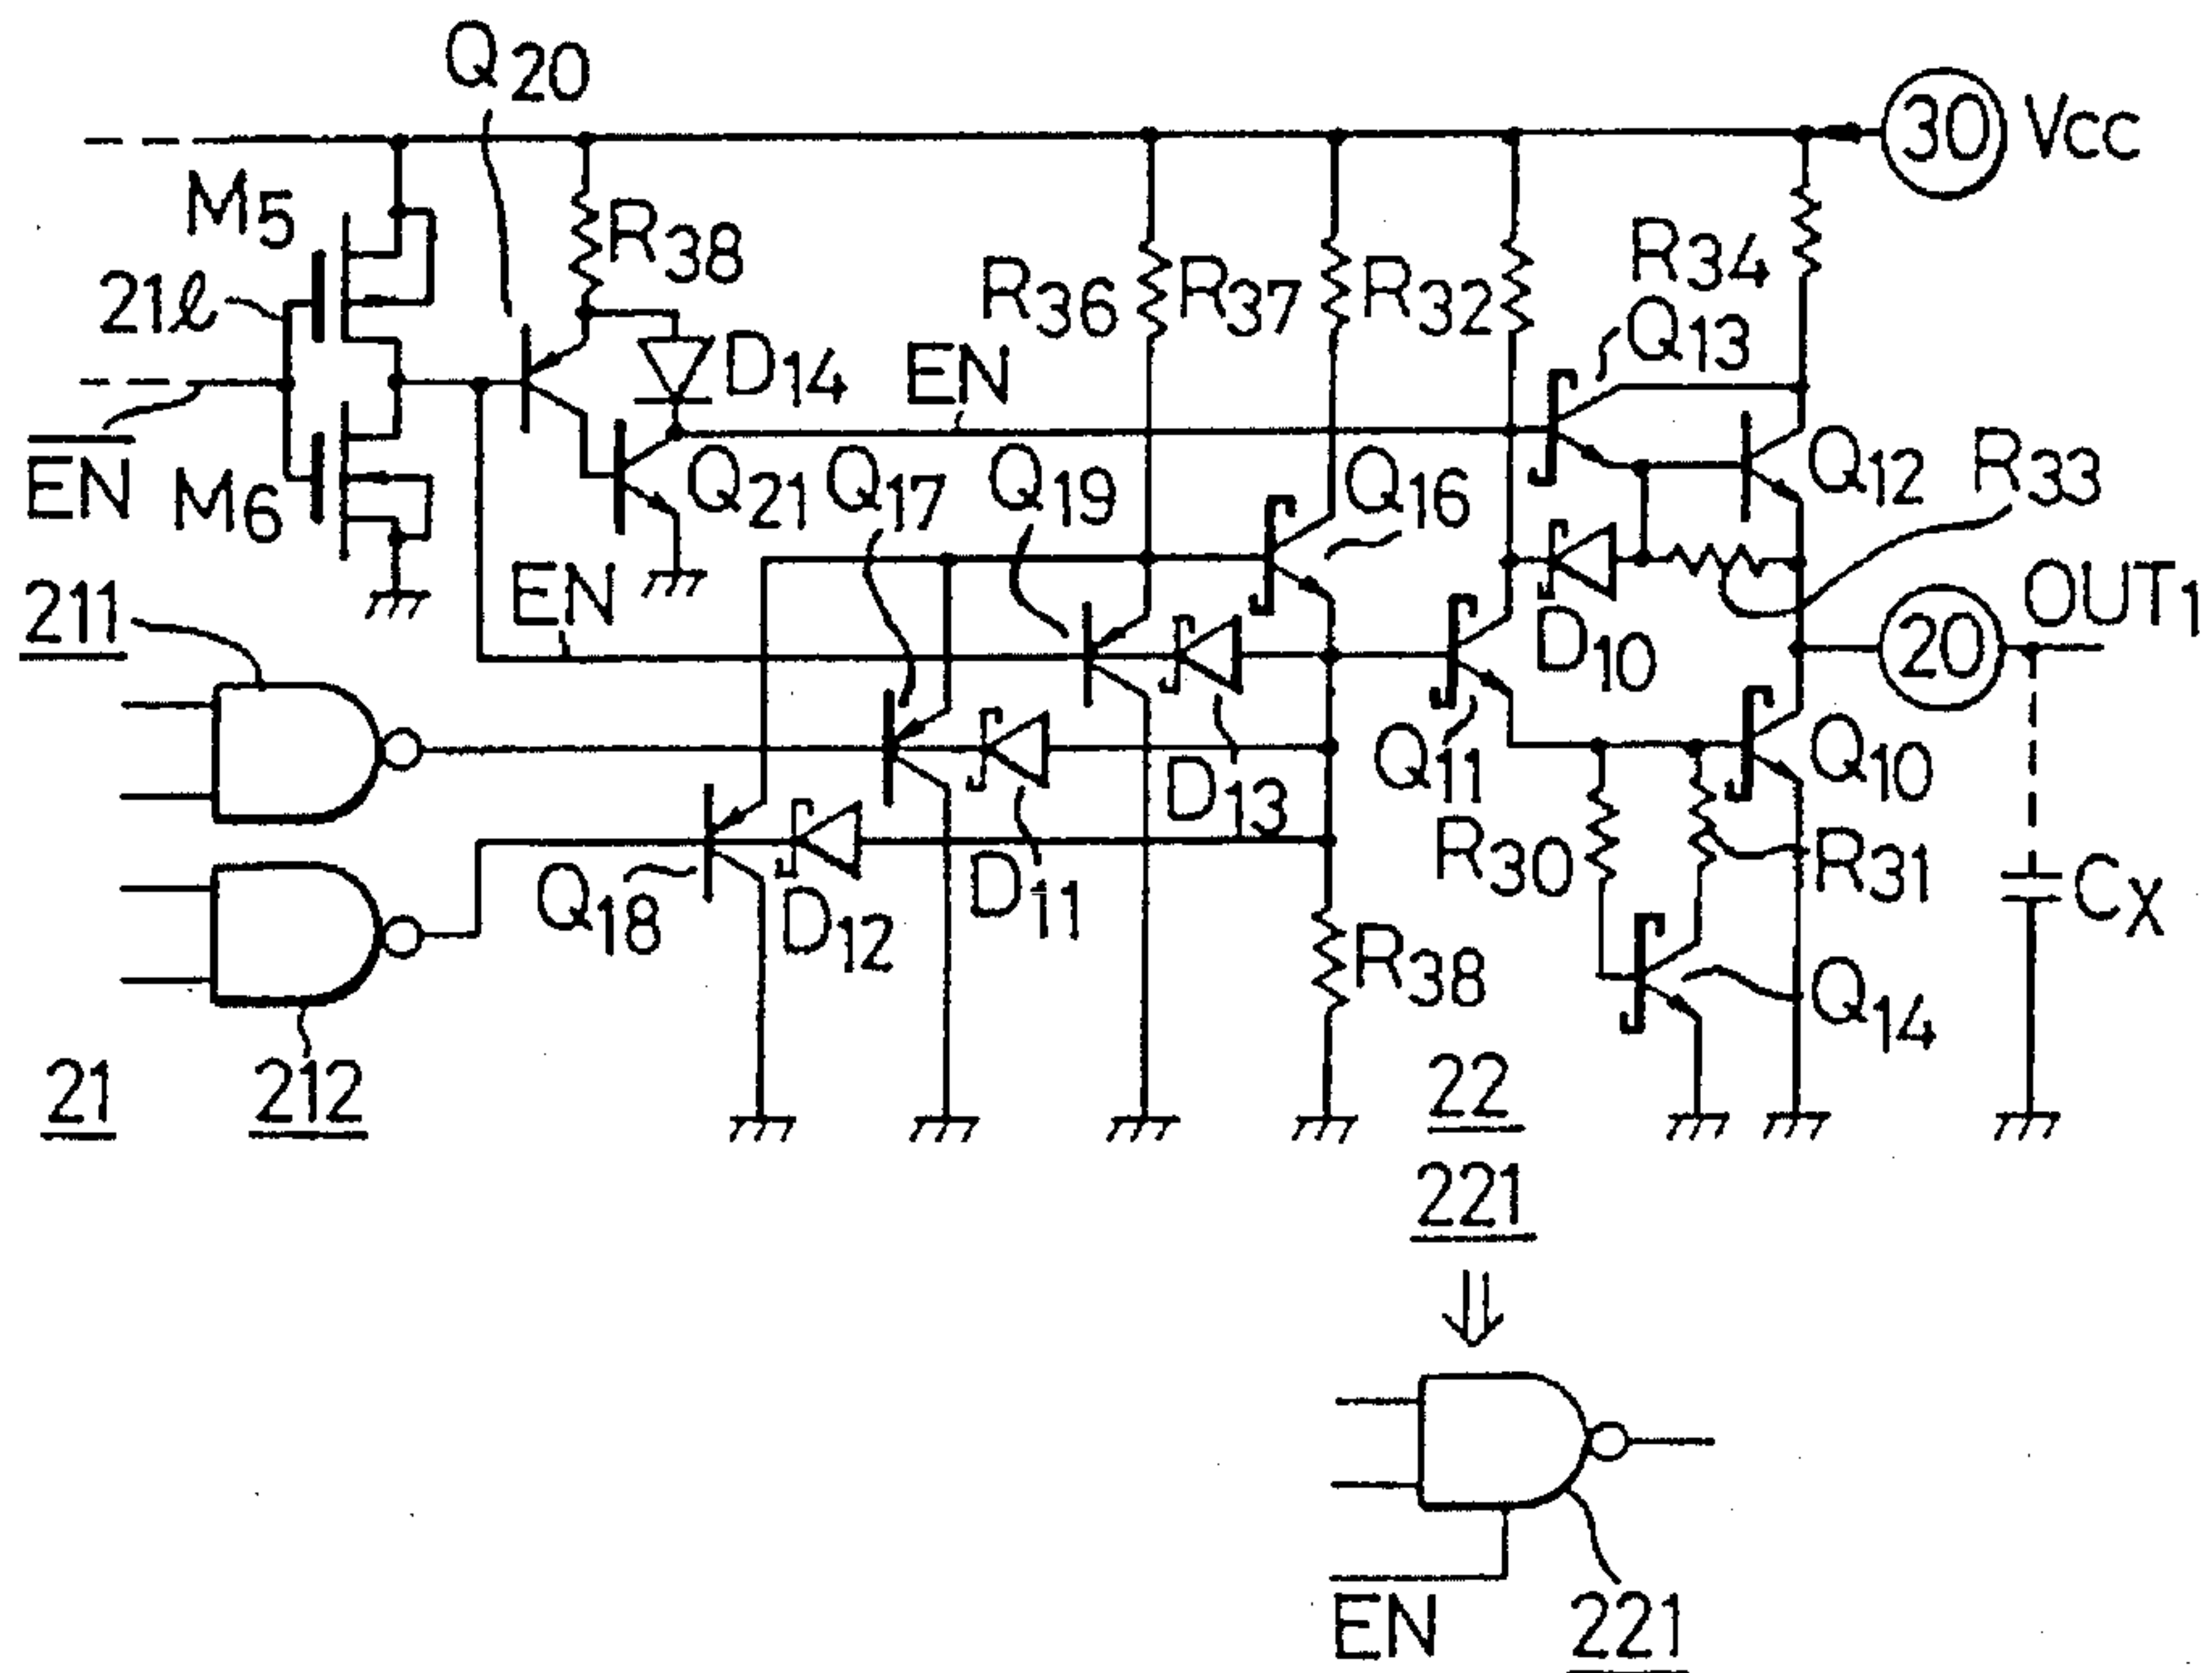 Q20
30 VCC
M5
R38
R34
21ℓ
R36
R37
R32
Q13
D14
EN
E̅N̅
M6
Q21
Q17
Q19
Q16
Q12
R33
211
EN
D10
OUT1
20
Q11
D13
Q10
Q18
D12
D11
R30
R31
CX
R38
Q14
21
212
22
221
EN
221